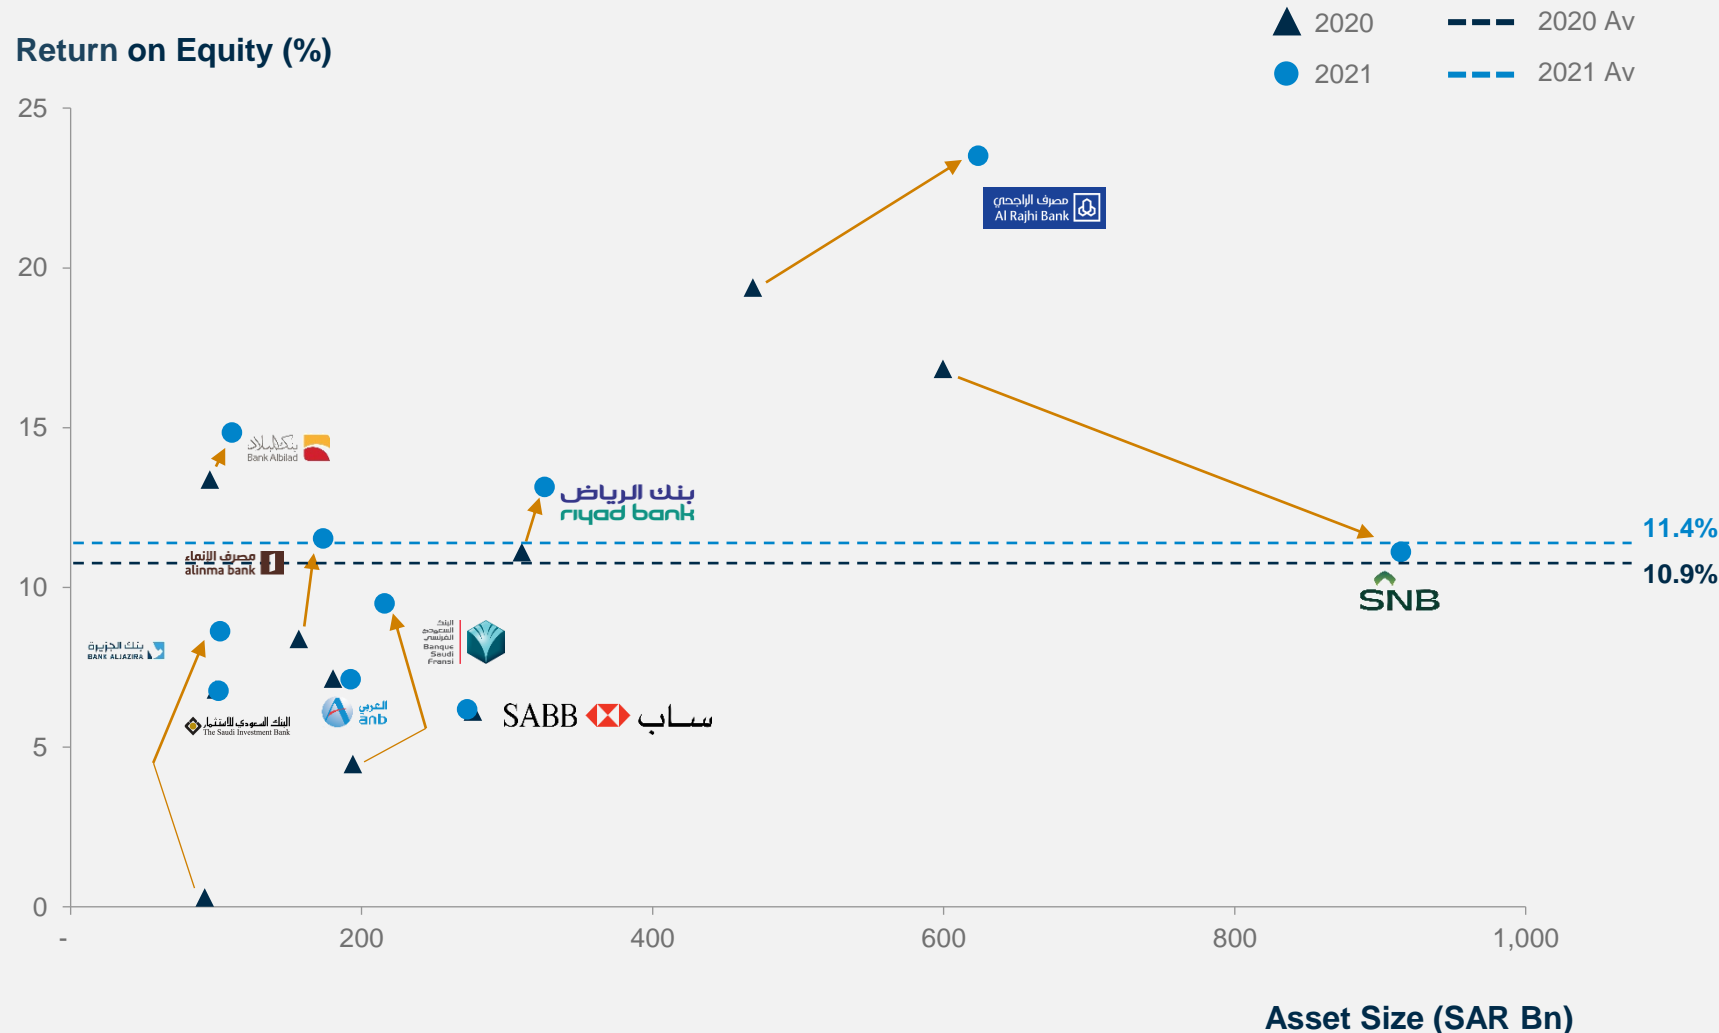 Return on Equity (%)
2020
2020 Av
2021
2021 Av
25
20
15
10
5
0
-
200
400
600
800
1,000
Asset Size (SAR Bn)
11.4%
10.9%
مصرف الراجحي
Al Rajhi Bank
بنك البلاد
Bank Albilad
بنك الرياض
riyad bank
مصرف الإنماء
alinma bank
SNB
بنك الجزيرة
BANK ALJAZIRA
البنك
السعودي
الفرنسي
Banque
Saudi
Fransi
البنك السعودي للاستثمار
The Saudi Investment Bank
العربي
anb
SABB ساب